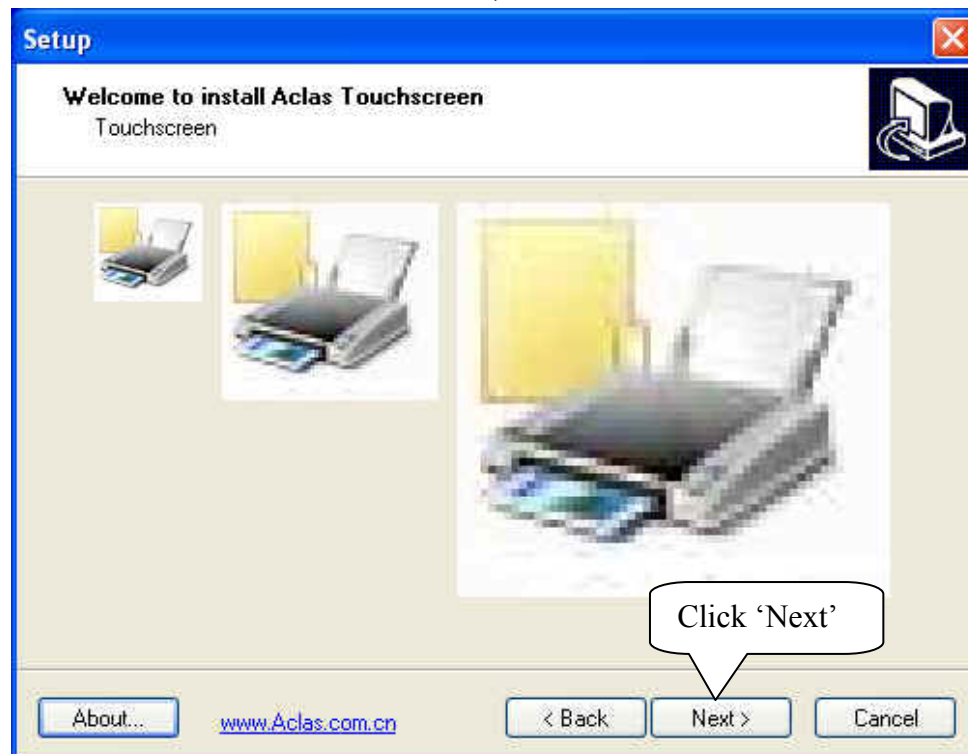 Setup
Welcome to install Aclas Touchscreen
Touchscreen
Click ‘Next’
About... www.Aclas.com.cn < Back Next > Cancel